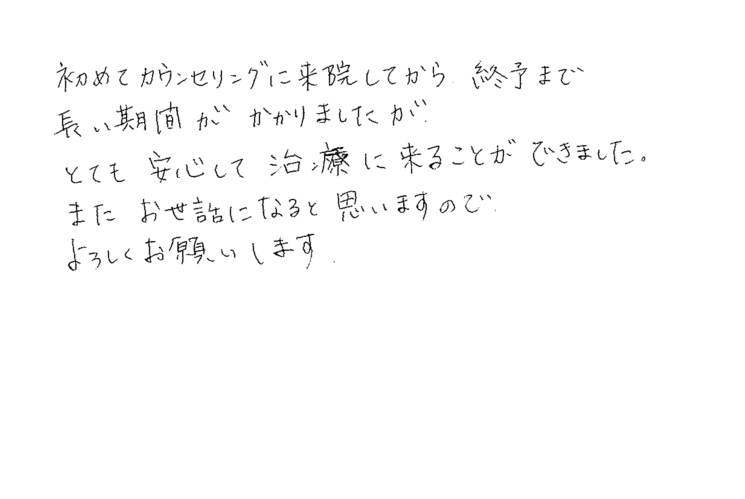 初めてカウンセリングに来院してから、終予まで
長い期間が かかりましたが、
とても 安心して 治療に来ることが できました。
また お世話になると思いますので、
よろしくお願いします.